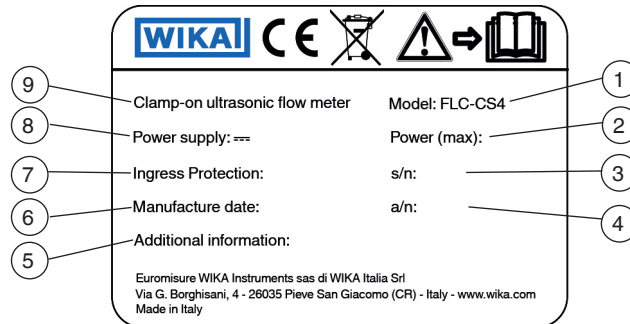 WIKA CE
9 Clamp-on ultrasonic flow meter Model: FLC-CS4 1
8 Power supply: Power (max): 2
7 Ingress Protection: s/n: 3
6 Manufacture date: a/n: 4
5 Additional information:
Euromisure WIKA Instruments sas di WIKA Italia Srl
Via G. Borghisani, 4 - 26035 Pieve San Giacomo (CR) - Italy - www.wika.com
Made in Italy